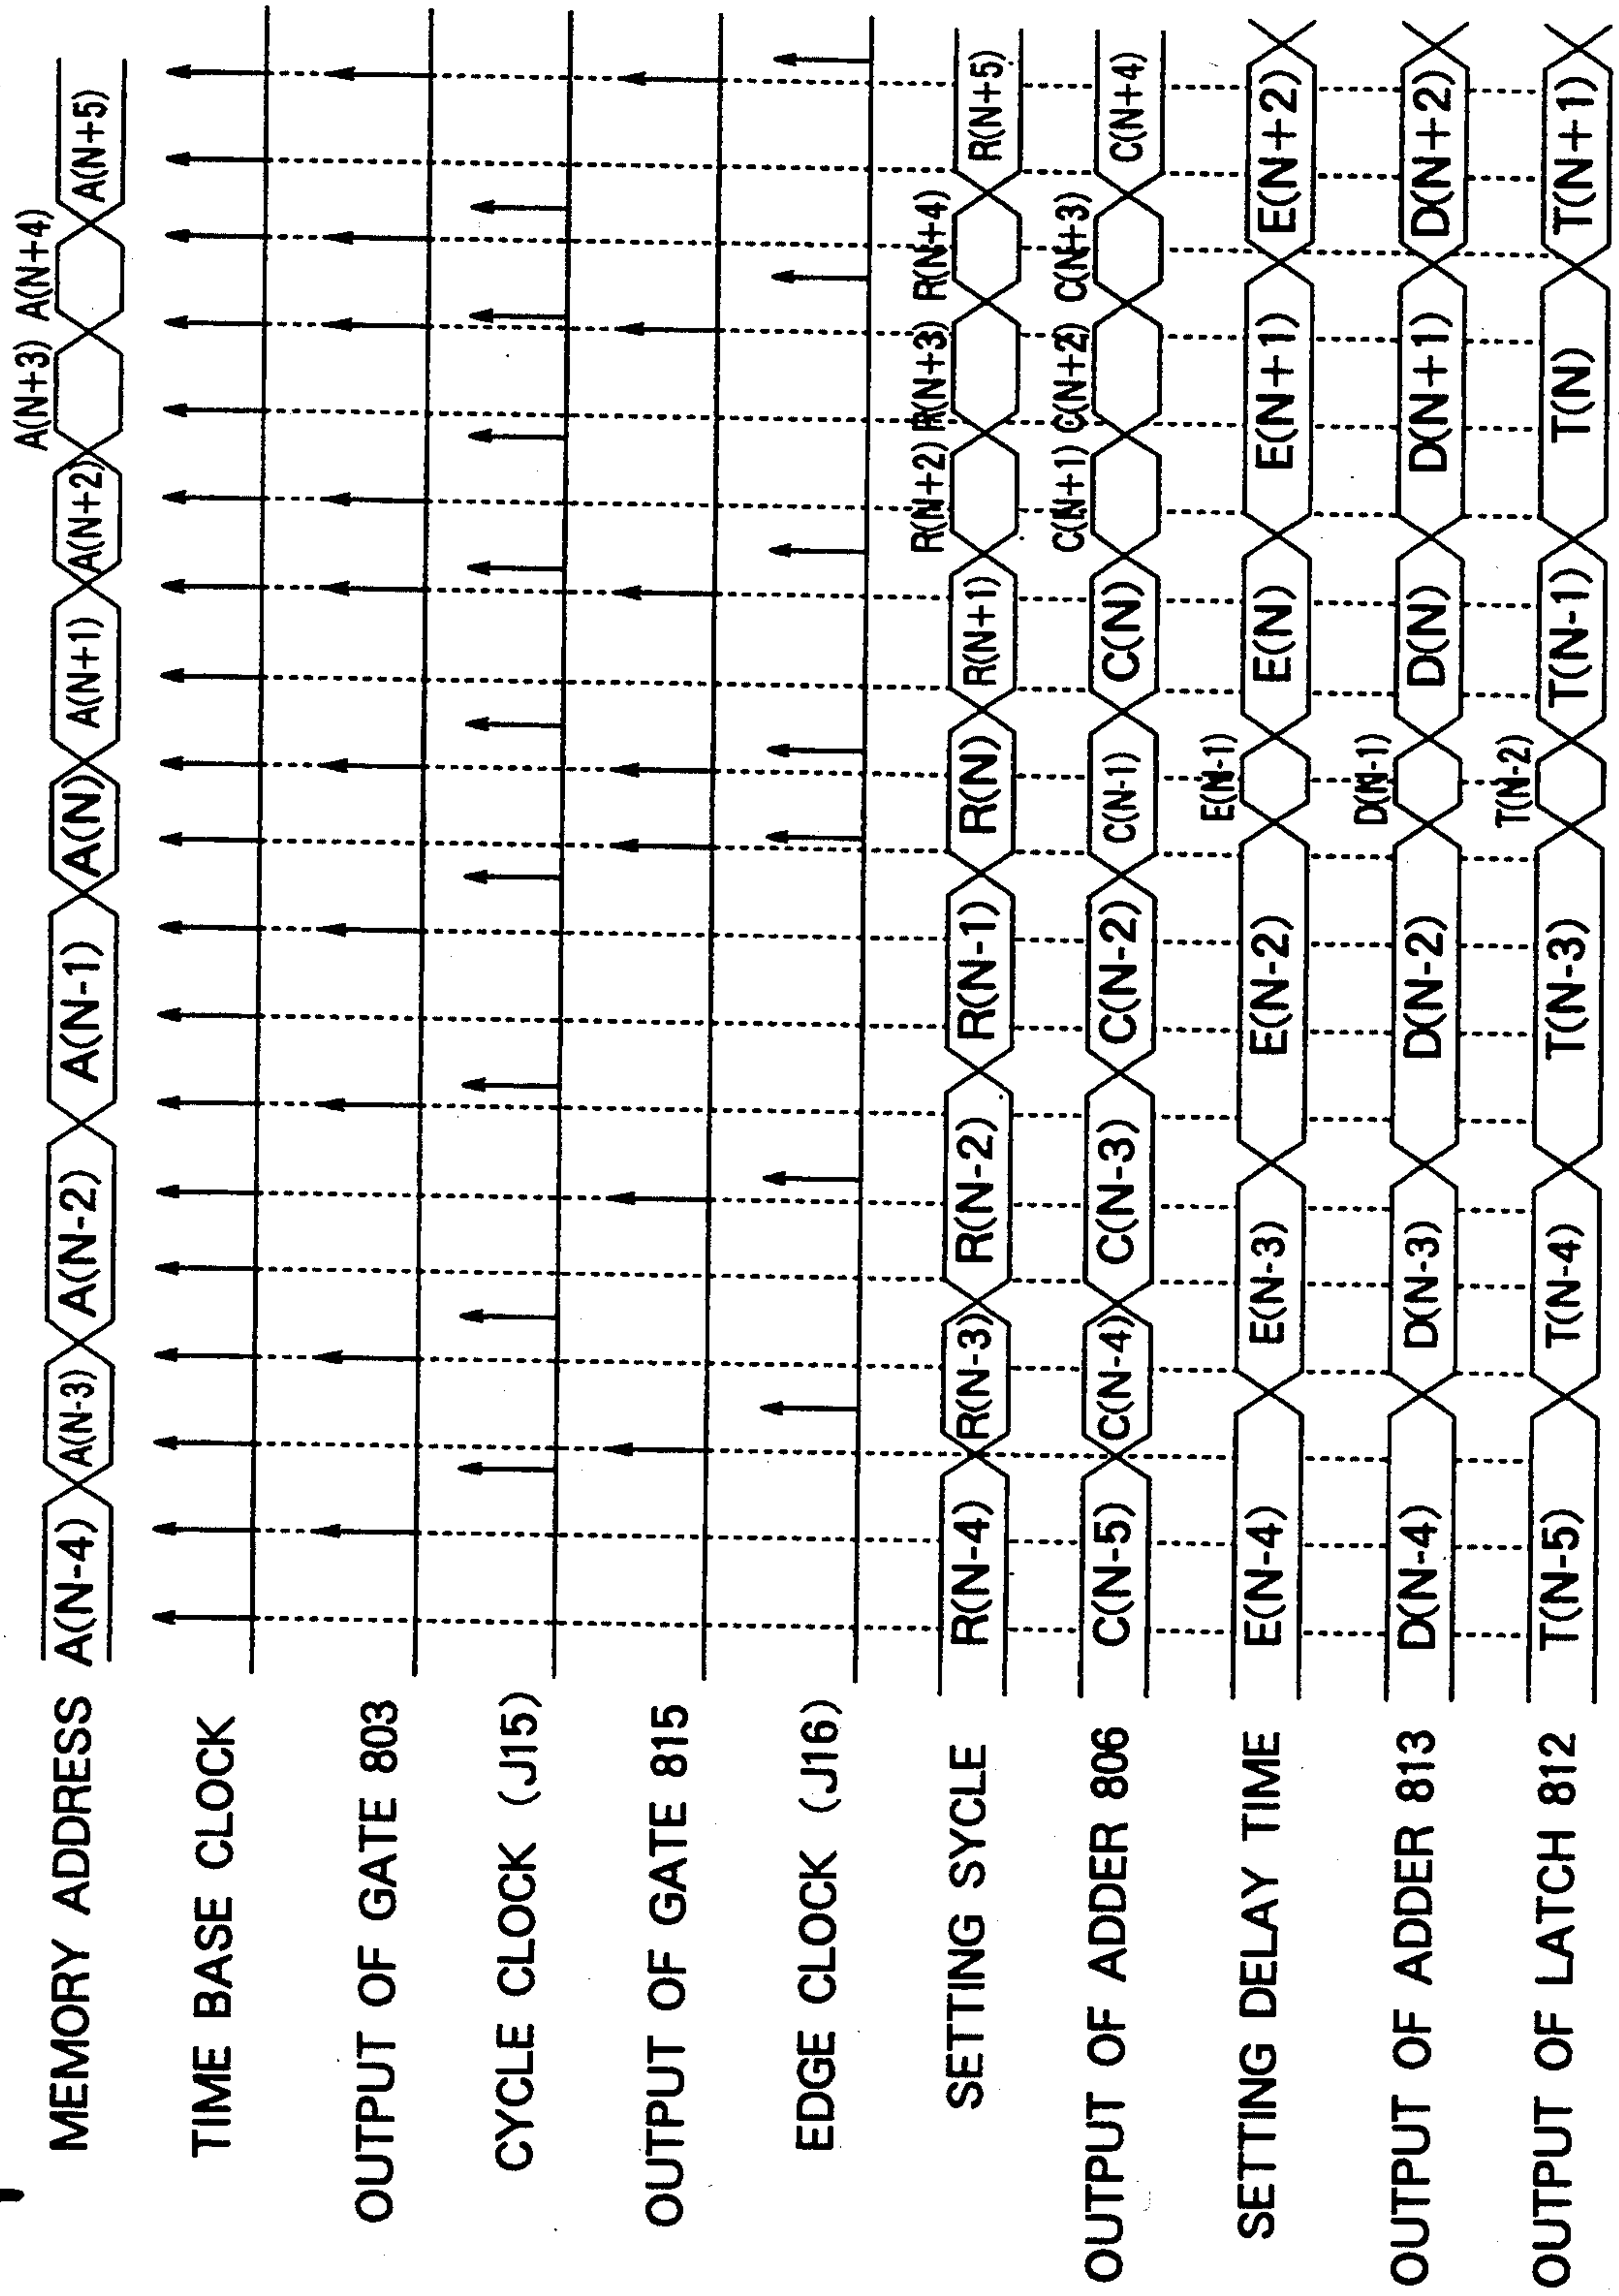 MEMORY ADDRESS A(N-4) A(N-3) A(N-2) A(N-1) A(N) A(N+1) A(N+2) A(N+3) A(N+4) A(N+5)
TIME BASE CLOCK
OUTPUT OF GATE 803
CYCLE CLOCK (J15)
OUTPUT OF GATE 815
EDGE CLOCK (J16)
SETTING SYCLE R(N-4) R(N-3) R(N-2) R(N-1) R(N) R(N+1) R(N+2) R(N+3) R(N+4) R(N+5)
OUTPUT OF ADDER 806 C(N-5) C(N-4) C(N-3) C(N-2) C(N-1) C(N) C(N+1) C(N+2) C(N+3) C(N+4)
SETTING DELAY TIME E(N-4) E(N-3) E(N-2) E(N-1) E(N) E(N+1) E(N+2)
OUTPUT OF ADDER 813 D(N-4) D(N-3) D(N-2) D(N-1) D(N) D(N+1) D(N+2)
OUTPUT OF LATCH 812 T(N-5) T(N-4) T(N-3) T(N-2) T(N-1) T(N) T(N+1)